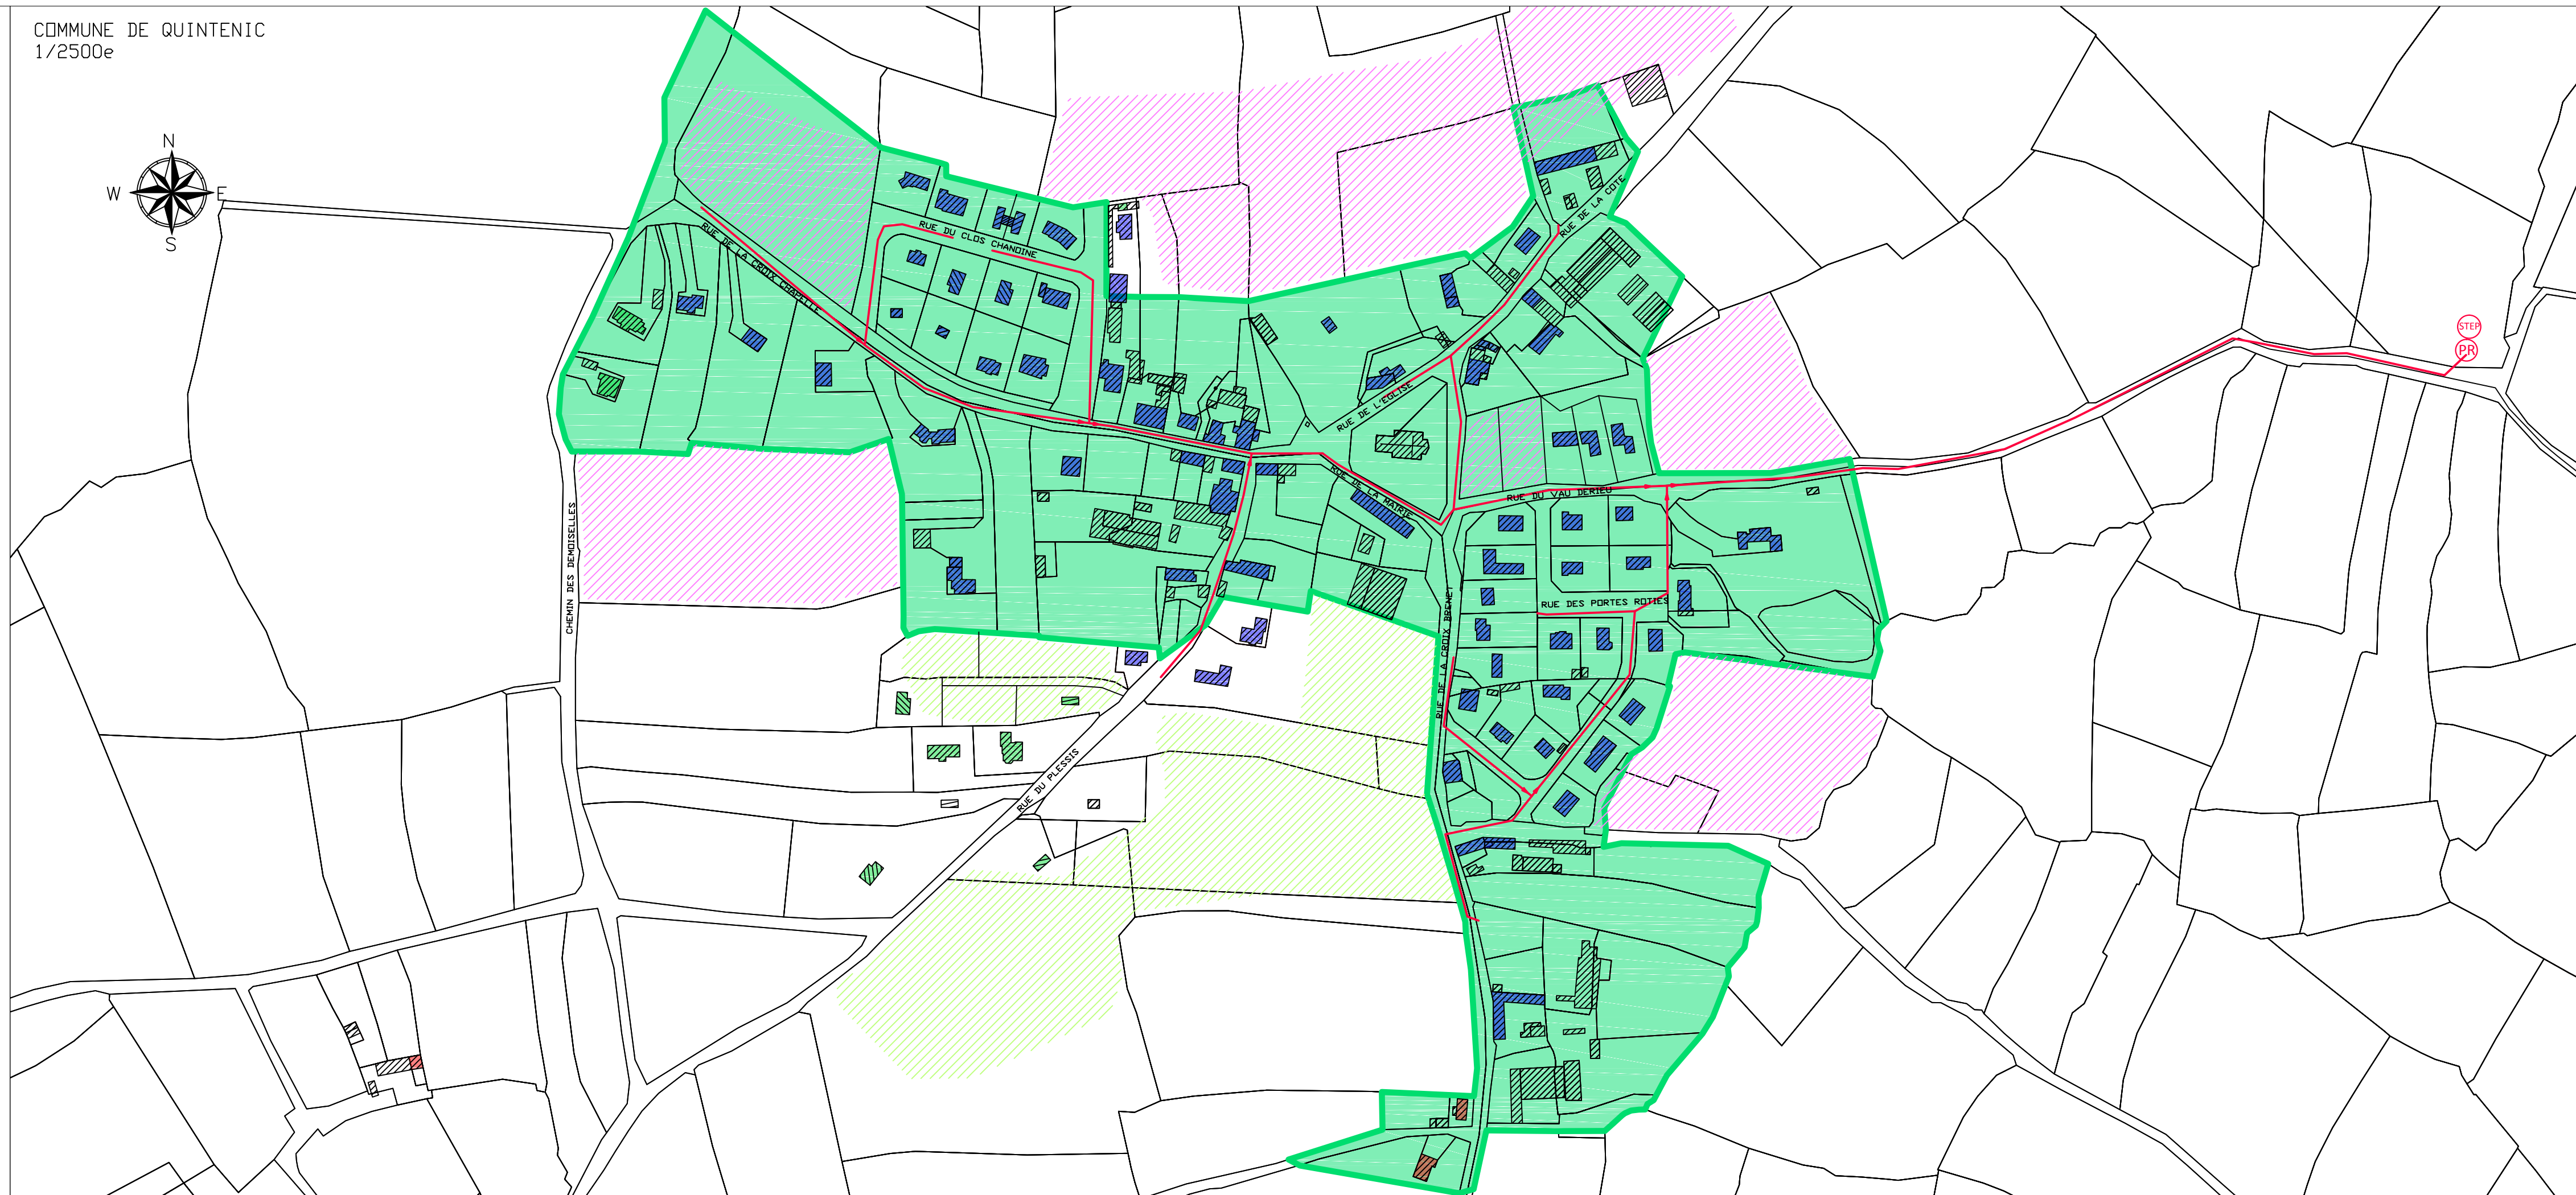 COMMUNE DE QUINTENIC
1/2500e
N
W
E
S
RUE DE LA COTE
RUE DU CLOS CHANOINE
RUE DE LA CROIX CHAPELLE
STEP
PR
RUE DE L'EGLISE
RUE DE LA MAIRIE
RUE DU VAU DERIEU
CHEMIN DES DEMOISELLES
RUE DES PORTES ROTIES
RUE DE LA CROIX BRENET
RUE DU PLESSIS